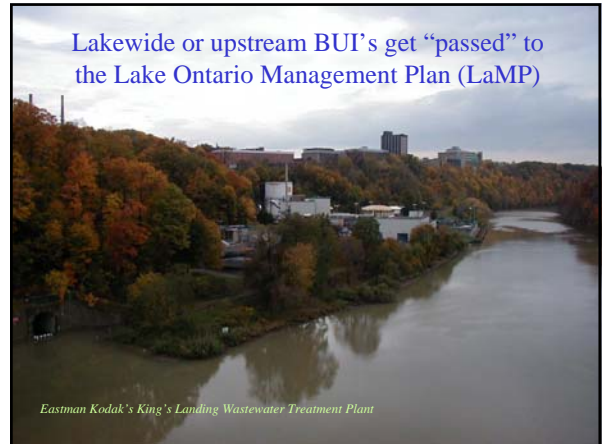 Lakewide or upstream BUI's get “passed” to
the Lake Ontario Management Plan (LaMP)
Eastman Kodak's King's Landing Wastewater Treatment Plant